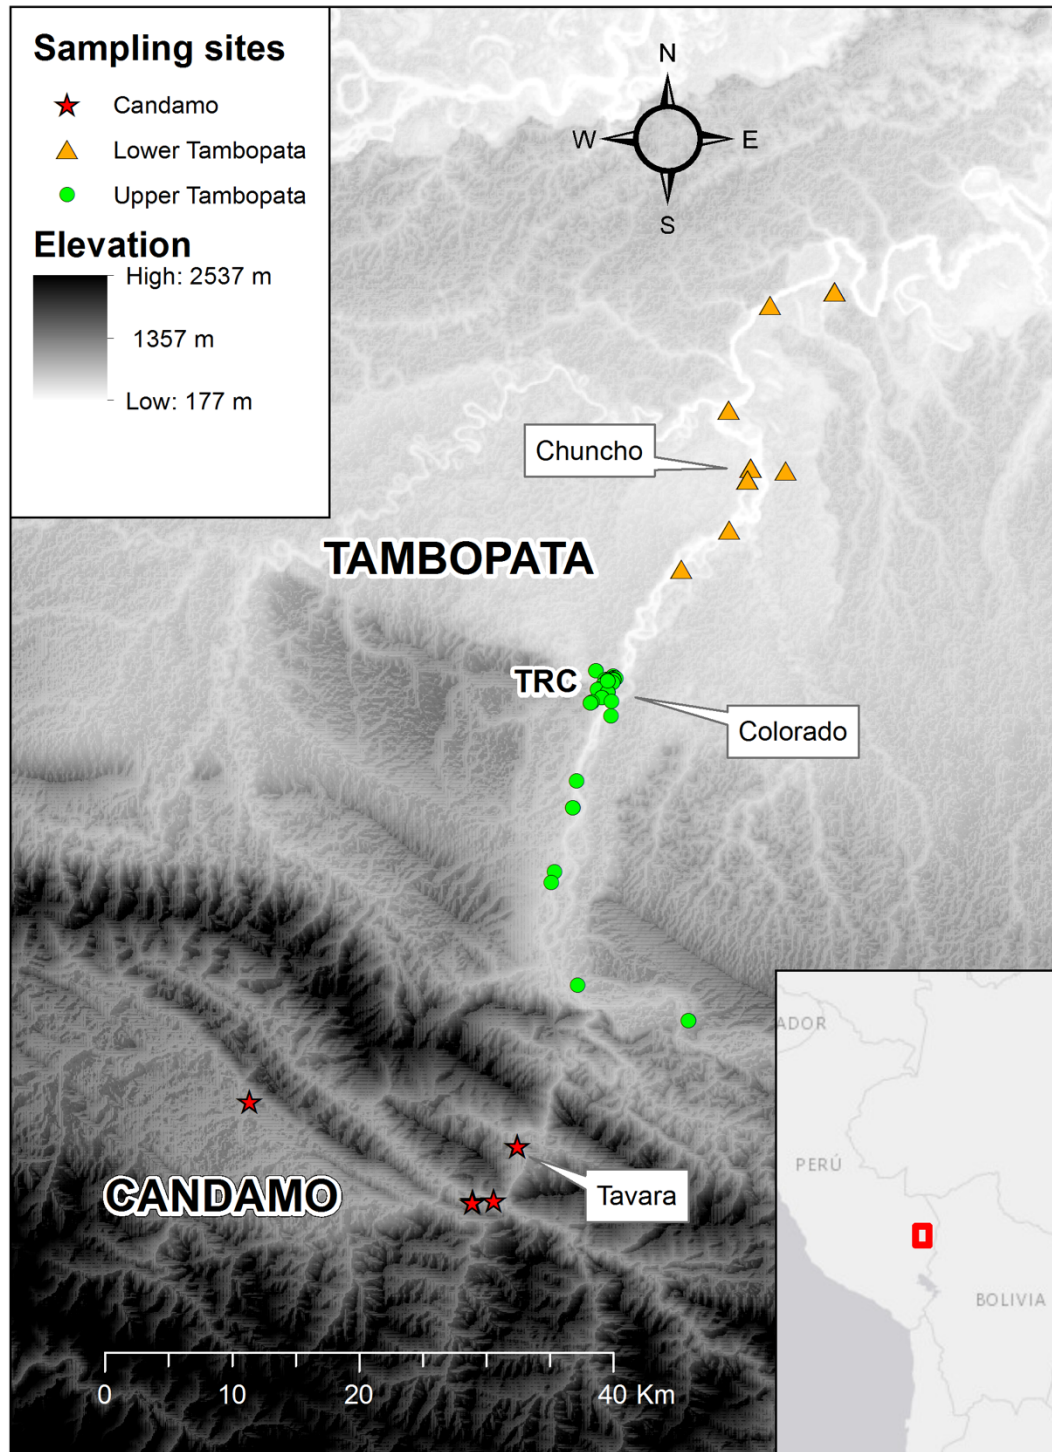 Sampling sites
Candamo
Lower Tambopata
Upper Tambopata
Elevation
High: 2537 m
1357 m
Low: 177 m
N
W
E
S
Chuncho
TAMBOPATA
TRC
Colorado
CANDAMO
Tavara
0
10
20
40 Km
ADOR
PERÚ
BOLIVIA